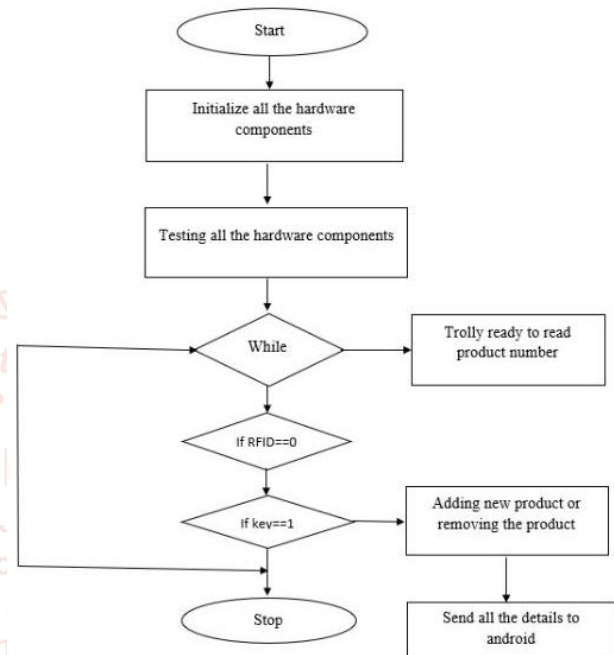 Start
Initialize all the hardware
components
Testing all the hardware components
While
Trolly ready to read
product number
If RFID==0
If key==1
Adding new product or
removing the product
Stop
Send all the details to
android